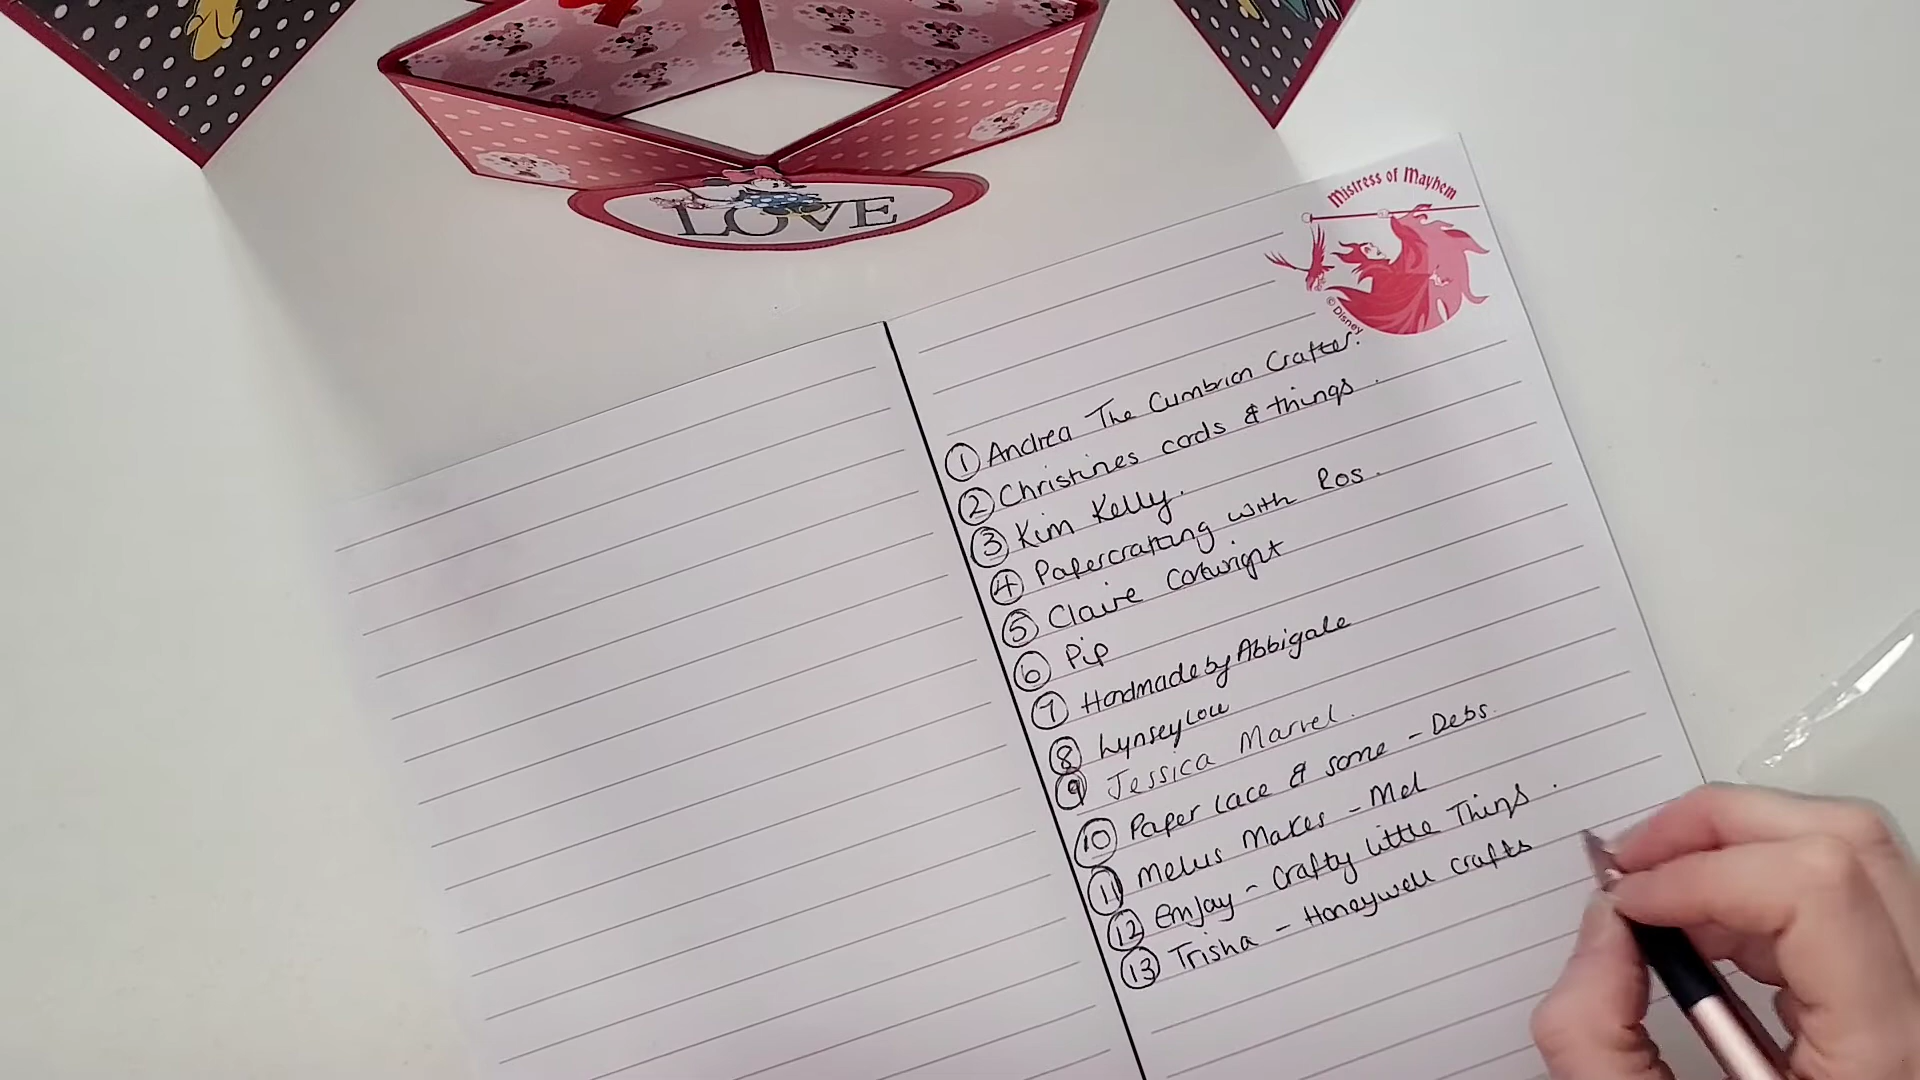 LOVE
Mistress of Mayhem
© Disney
1 Andrea The Cumbrian Crafter.
2 Christines cards & things.
3 Kim Kelly.
4 Papercrafting with Ros.
5 Claire Cartwright
6 Pip
7 Handmade by Abbigale
8 Lynsey Lou
9 Jessica Marvel.
10 Paper Lace & some - Debs.
11 Melus Makes - Mel
12 Emjay - Crafty Little Things.
13 Trisha - Honeywell crafts